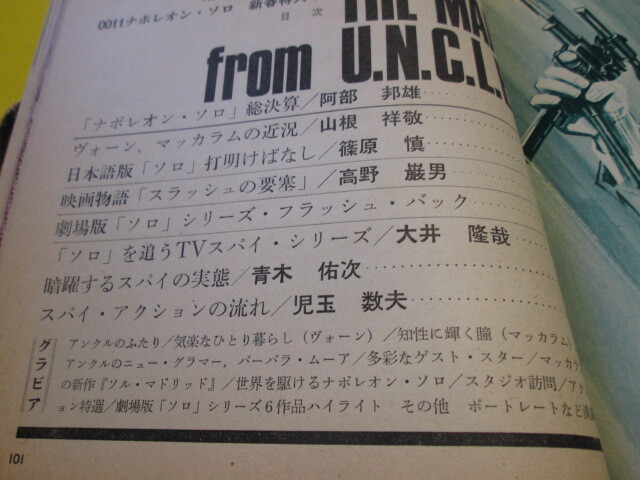 0011ナポレオン・ソロ 新春特大
目 次
THE MAN
from U.N.C.L.
「ナポレオン・ソロ」総決算／阿部 邦雄
ヴォーン, マッカラムの近況／山根 祥敬
日本語版「ソロ」打明けばなし／篠原 慎
映画物語「スラッシュの要塞」／高野 巌男
劇場版「ソロ」シリーズ・フラッシュ・バック
「ソロ」を追うTVスパイ・シリーズ／大井 隆哉
暗躍するスパイの実態／青木 佑次
スパイ・アクションの流れ／児玉 数夫
グラビア
アンクルのふたり／気楽なひとり暮らし（ヴォーン）／知性に輝く瞳（マッカラム）
アンクルのニュー・グラマー, バーバラ・ムーア／多彩なゲスト・スター／マッカ
の新作『ソル・マドリッド』／世界を駆けるナポレオン・ソロ／スタジオ訪問／アク
ョン特選／劇場版「ソロ」シリーズ6作品ハイライト その他 ポートレートなど満
101